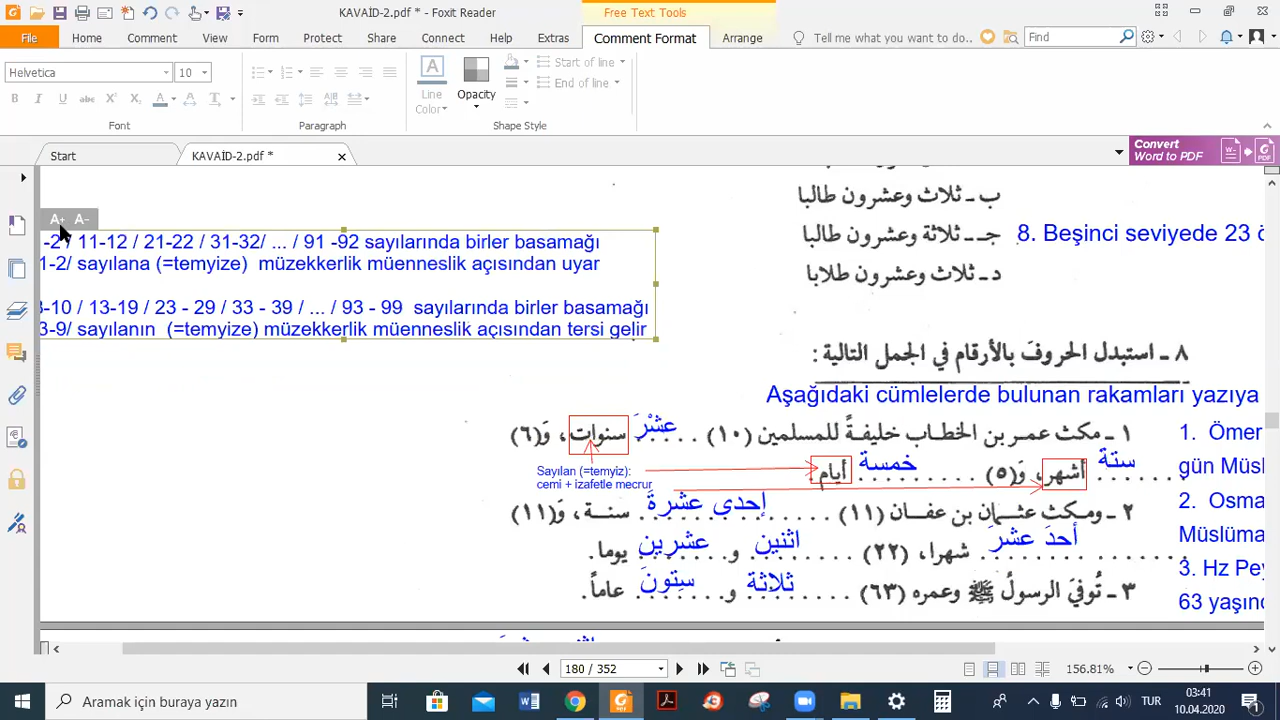 KAVAİD-2.pdf * - Foxit Reader
Free Text Tools
File Home Comment View Form Protect Share Connect Help Extras Comment Format Arrange Tell me what you want to do.. Find
Helvetica 10 Start of line
B I U ABC Line Color Opacity End of line
Font Paragraph Shape Style
Start KAVAİD-2.pdf * Convert Word to PDF
A+ A-
ب ـ ثلاث وعشرون طالبا
-2 / 11-12 / 21-22 / 31-32/ ... / 91 -92 sayılarında birler basamağı
1-2/ sayılana (=temyize) müzekkerlik müenneslik açısından uyar
جـ ـ ثلاثة وعشرون طالبا
8. Beşinci seviyede 23
د ـ ثلاث وعشرون طلابا
-10 / 13-19 / 23 - 29 / 33 - 39 / ... / 93 - 99 sayılarında birler basamağı
3-9/ sayılanın (=temyize) müzekkerlik müenneslik açısından tersi gelir
٨ ـ استبدل الحروفَ بالأرقام في الجمل التالية :
Aşağıdaki cümlelerde bulunan rakamları yazıya
١ ـ مكث عمر بن الخطاب خليفةً للمسلمين (١٠) .... عشْرَ سنوات، وَ(٦)
1. Ömer
...... ستة أشهر، وَ(٥) ......... خمسة أيام.
gün Müsl
Sayılan (=temyiz):
cemi + izafetle mecrur
٢ ـ ومكث عثمان بن عفان (١١) ............ إحدى عشرةَ سنة، وَ(١١)
2. Osma
............ أحدَ عشرَ شهرا، (٢٢) ........ اثنين و........ عشرين يوما.
Müslüma
٣ ـ تُوفيَ الرسولُ ﷺ وعمره (٦٣) ........ ثلاثة و........ سِتونَ عاماً.
3. Hz Pey
63 yaşınd
180 / 352 156.81%
Aramak için buraya yazın TUR 03:41
10.04.2020